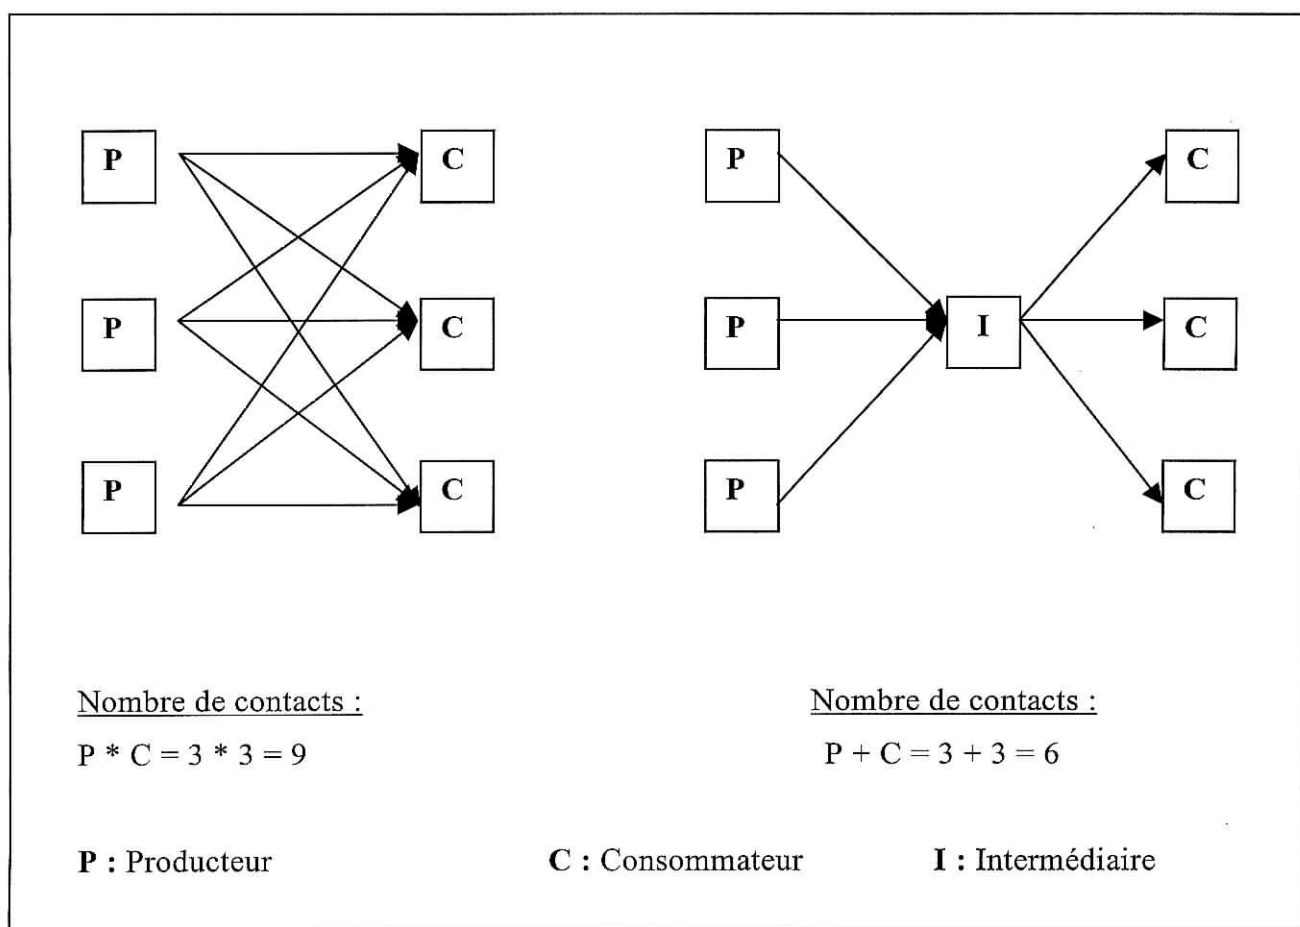 P C P C
P C P I C
P C P C
Nombre de contacts : Nombre de contacts :
P * C = 3 * 3 = 9 P + C = 3 + 3 = 6
P : Producteur C : Consommateur I : Intermédiaire